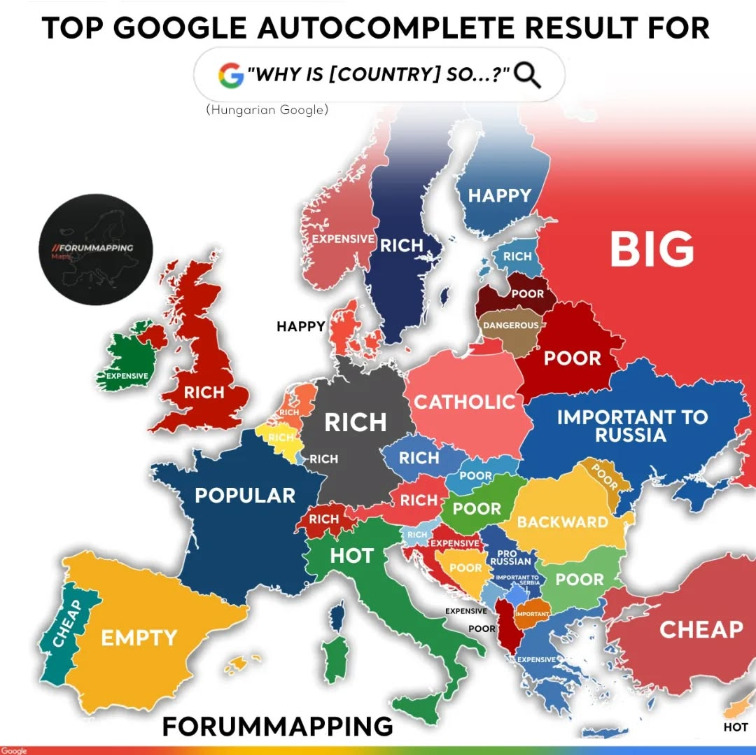 TOP GOOGLE AUTOCOMPLETE RESULT FOR
G "WHY IS [COUNTRY] SO...?"
(Hungarian Google)
//FORUMMAPPING
Maps
HAPPY
EXPENSIVE
RICH
BIG
RICH
POOR
HAPPY
DANGEROUS
POOR
EXPENSIVE
RICH
RICH
RICH
RICH
RICH
CATHOLIC
IMPORTANT TO
RUSSIA
RICH
POOR
POOR
POPULAR
RICH
RICH
POOR
BACKWARD
HOT
RICH
EXPENSIVE
POOR
PRO
RUSSIAN
IMPORTANT TO
SERBIA
POOR
EXPENSIVE
IMPORTANT
POOR
CHEAP
EMPTY
EXPENSIVE
CHEAP
HOT
FORUMMAPPING
Google